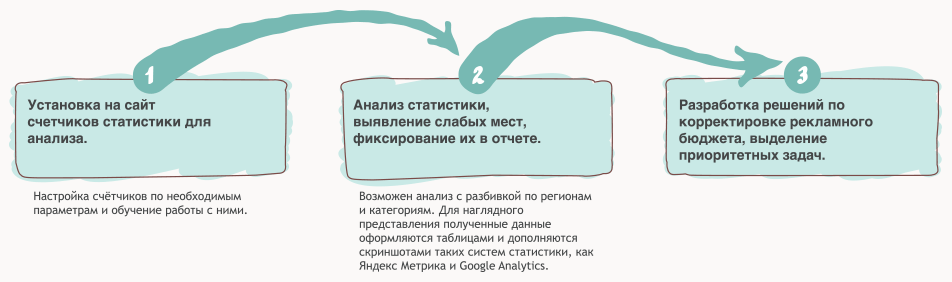 1
Установка на сайт
счетчиков статистики для
анализа.
Настройка счётчиков по необходимым
параметрам и обучение работы с ними.
2
Анализ статистики,
выявление слабых мест,
фиксирование их в отчете.
Возможен анализ с разбивкой по регионам
и категориям. Для наглядного
представления полученные данные
оформляются таблицами и дополняются
скриншотами таких систем статистики, как
Яндекс Метрика и Google Analytics.
3
Разработка решений по
корректировке рекламного
бюджета, выделение
приоритетных задач.